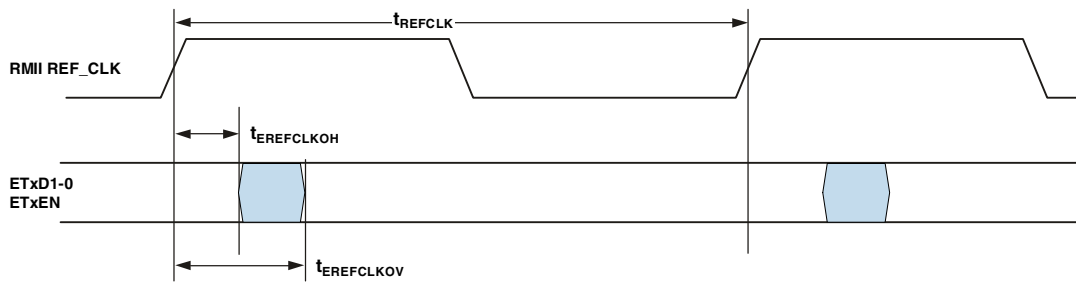 tREFCLK
RMII REF_CLK
tEREFCLKOH
ETxD1-0
ETxEN
tEREFCLKOV